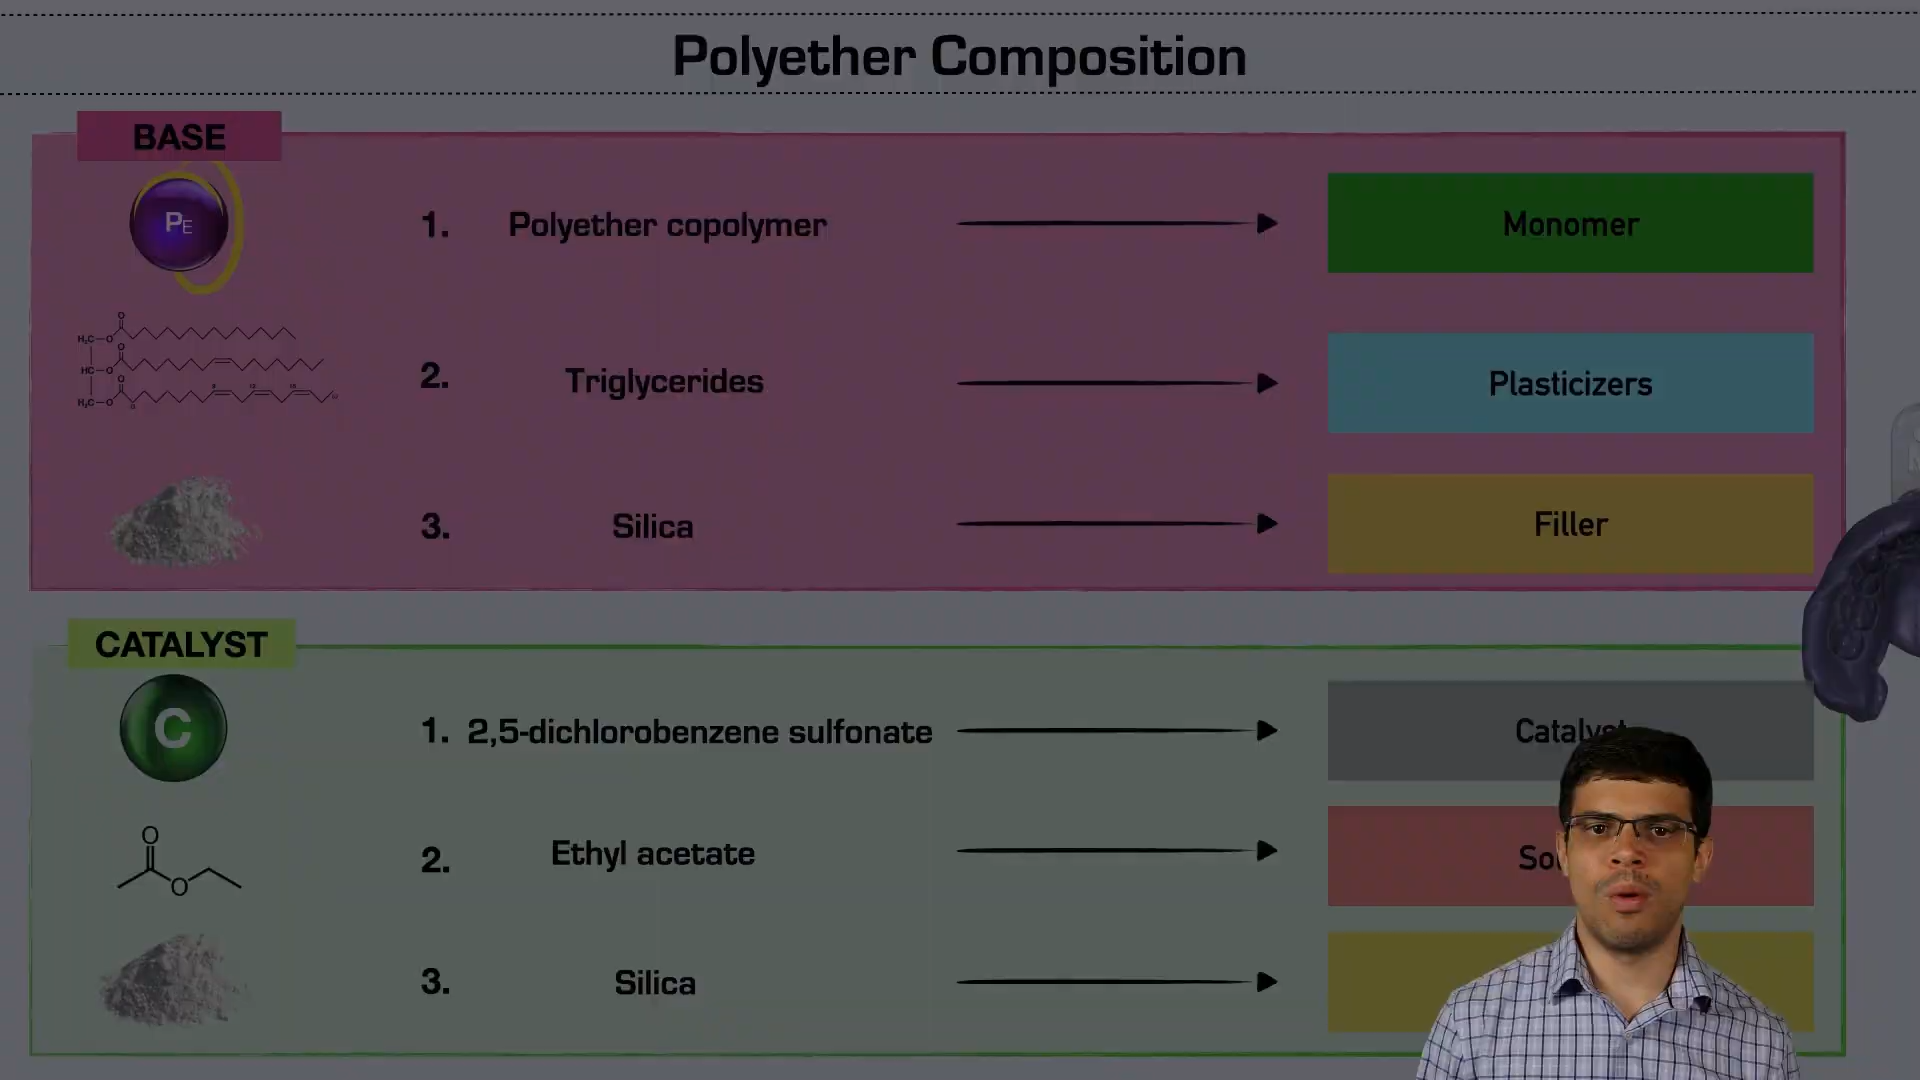 Polyether Composition
BASE
PE
1. Polyether copolymer
Monomer
2. Triglycerides
Plasticizers
3. Silica
Filler
CATALYST
C
1. 2,5-dichlorobenzene sulfonate
2. Ethyl acetate
3. Silica